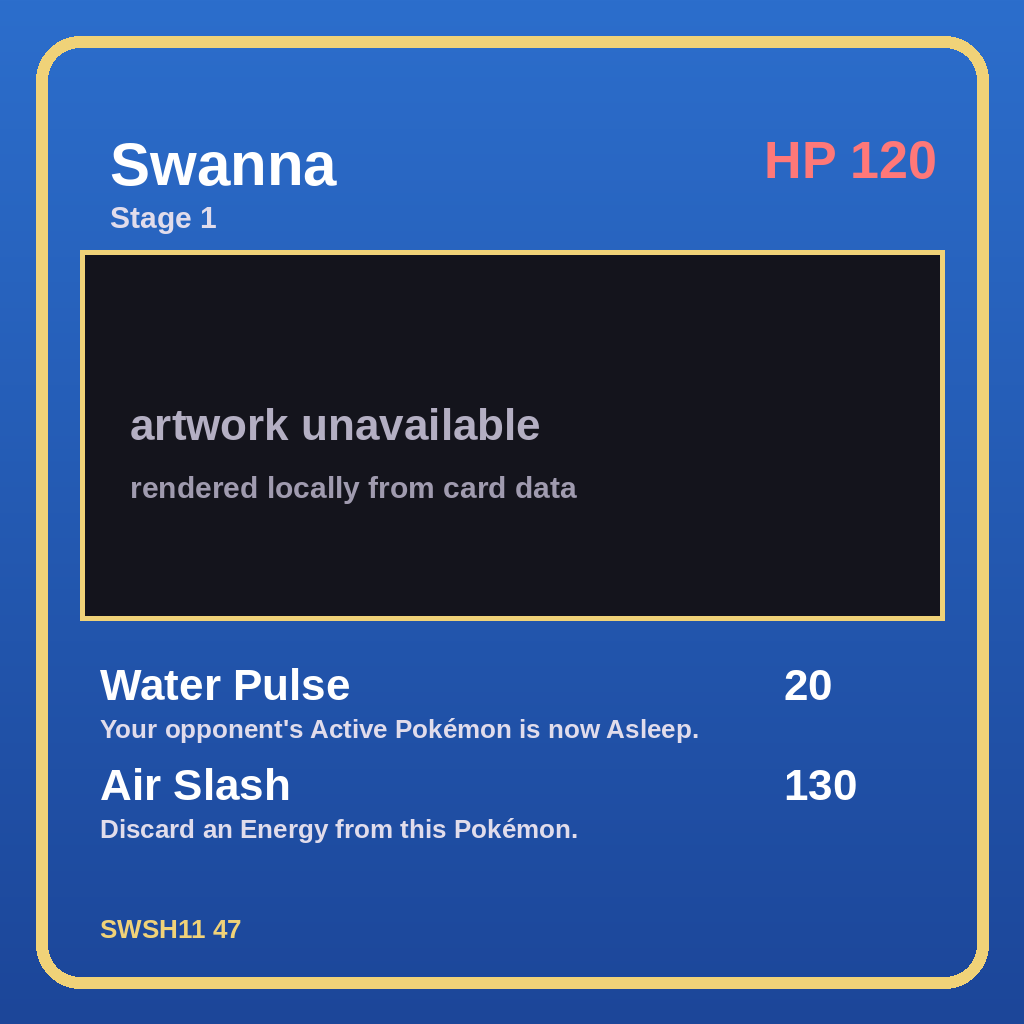 Swanna
HP 120
Stage 1
artwork unavailable
rendered locally from card data
Water Pulse 20
Your opponent's Active Pokémon is now Asleep.
Air Slash 130
Discard an Energy from this Pokémon.
SWSH11 47